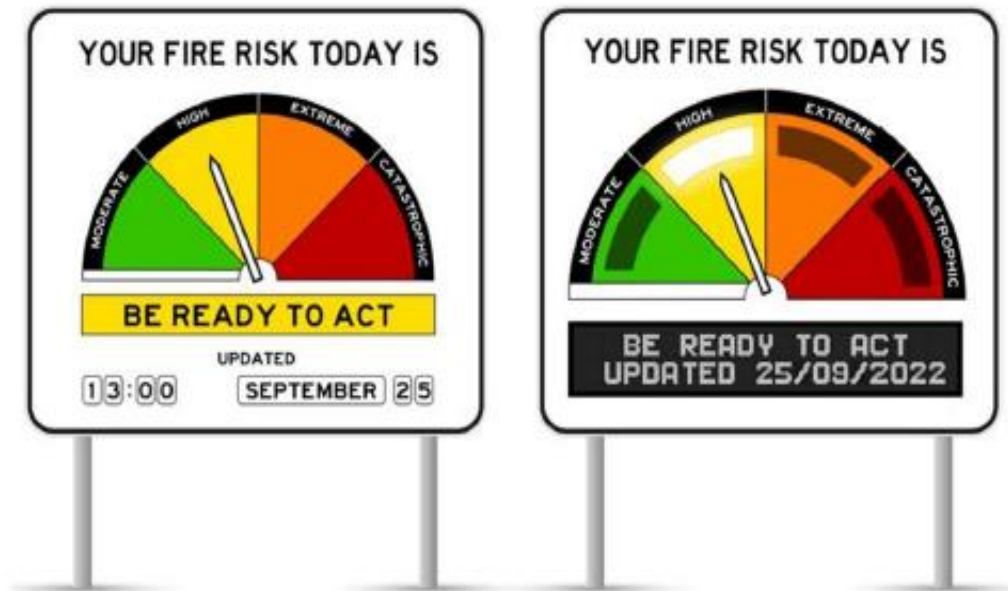 YOUR FIRE RISK TODAY IS
MODERATE
HIGH
EXTREME
CATASTROPHIC
BE READY TO ACT
UPDATED
13:00 SEPTEMBER 25
YOUR FIRE RISK TODAY IS
MODERATE
HIGH
EXTREME
CATASTROPHIC
BE READY TO ACT
UPDATED 25/09/2022